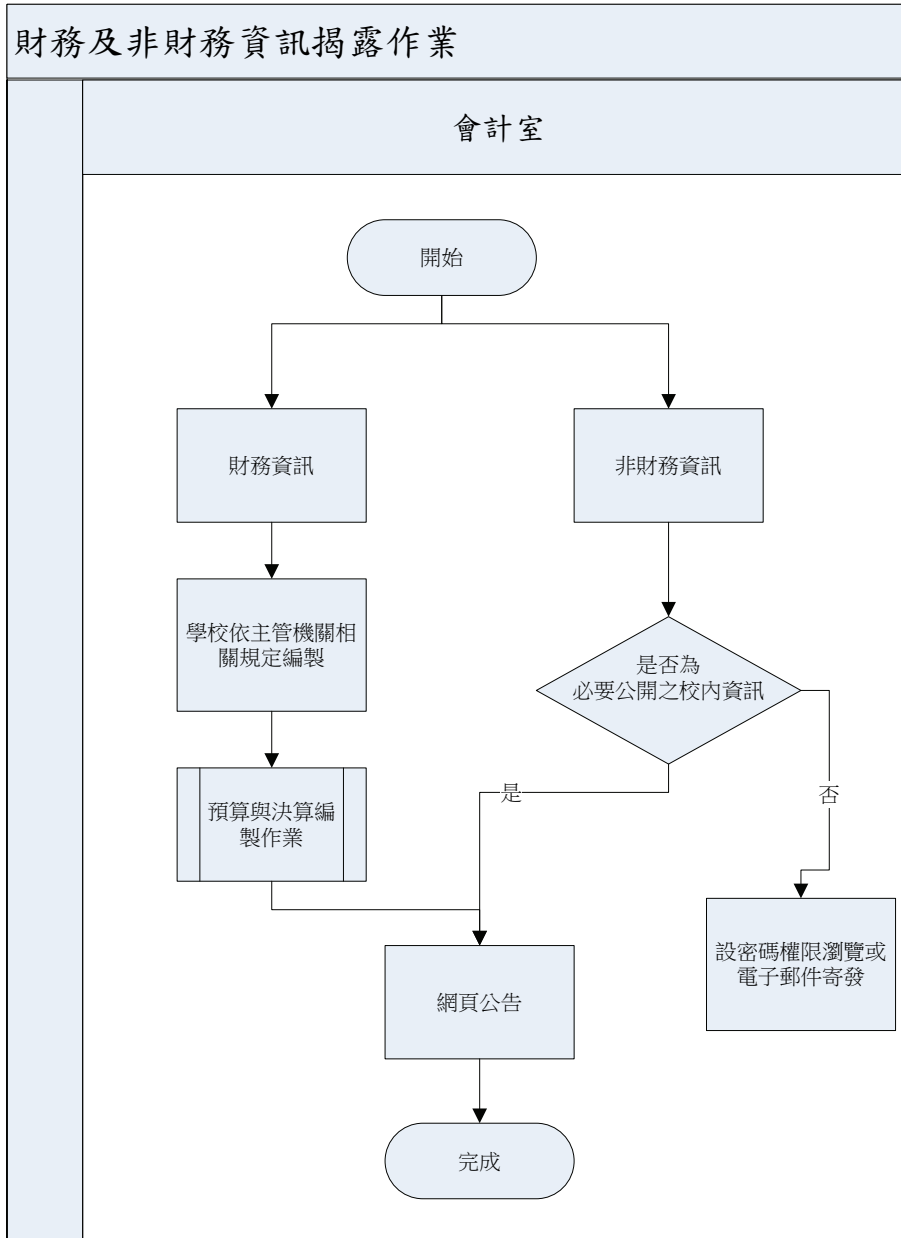 財務及非財務資訊揭露作業
會計室
開始
財務資訊
非財務資訊
學校依主管機關相
關規定編製
是否為
必要公開之校內資訊
預算與決算編
製作業
是
否
設密碼權限瀏覽或
電子郵件寄發
網頁公告
完成